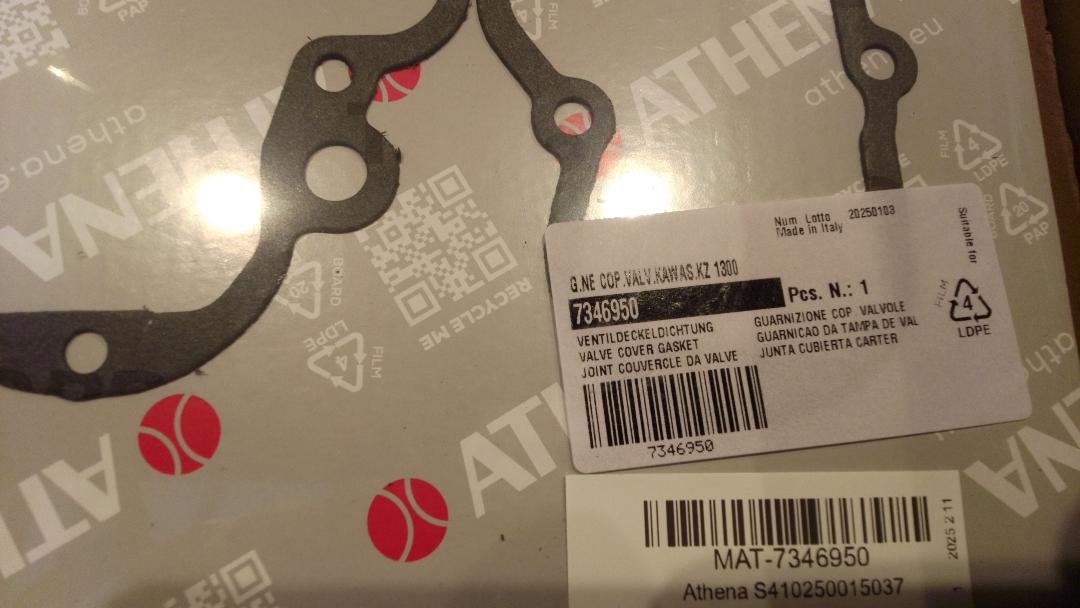 ATHENA
athena.eu
FILM
4
LDPE
BOARD
20
PAP
RECYCLE ME
Num. Lotto 20250103
Made in Italy
Suitable for
G.NE COP.VALV.KAWAS.KZ 1300
7346950
Pcs. N.: 1
VENTILDECKELDICHTUNG
VALVE COVER GASKET
JOINT COUVERCLE DA VALVE
GUARNIZIONE COP. VALVOLE
GUARNICAO DA TAMPA DE VAL
JUNTA CUBIERTA CARTER
FILM
4
LDPE
7346950
MAT-7346950
Athena S410250015037
2025 2 11
1